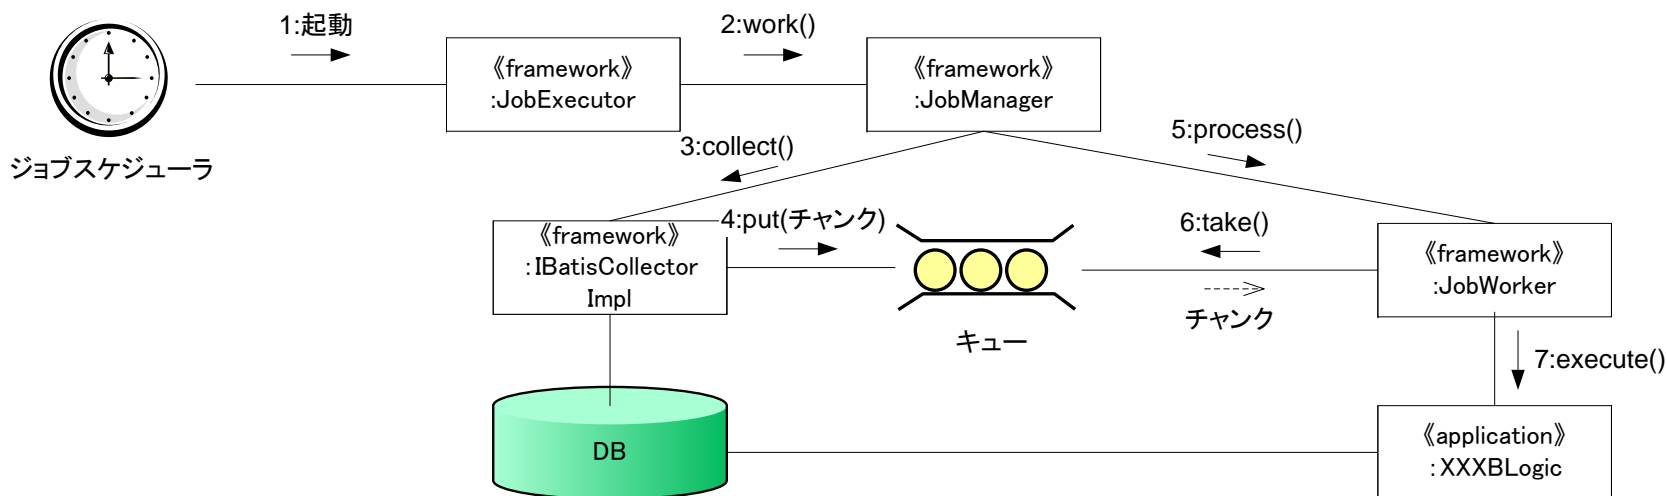 1:起動
2:work()
《framework》
:JobExecutor
《framework》
:JobManager
ジョブスケジューラ
3:collect()
5:process()
《framework》
:IBatisCollector
Impl
4:put(チャンク)
6:take()
《framework》
:JobWorker
チャンク
キュー
7:execute()
DB
《application》
:XXXBLogic